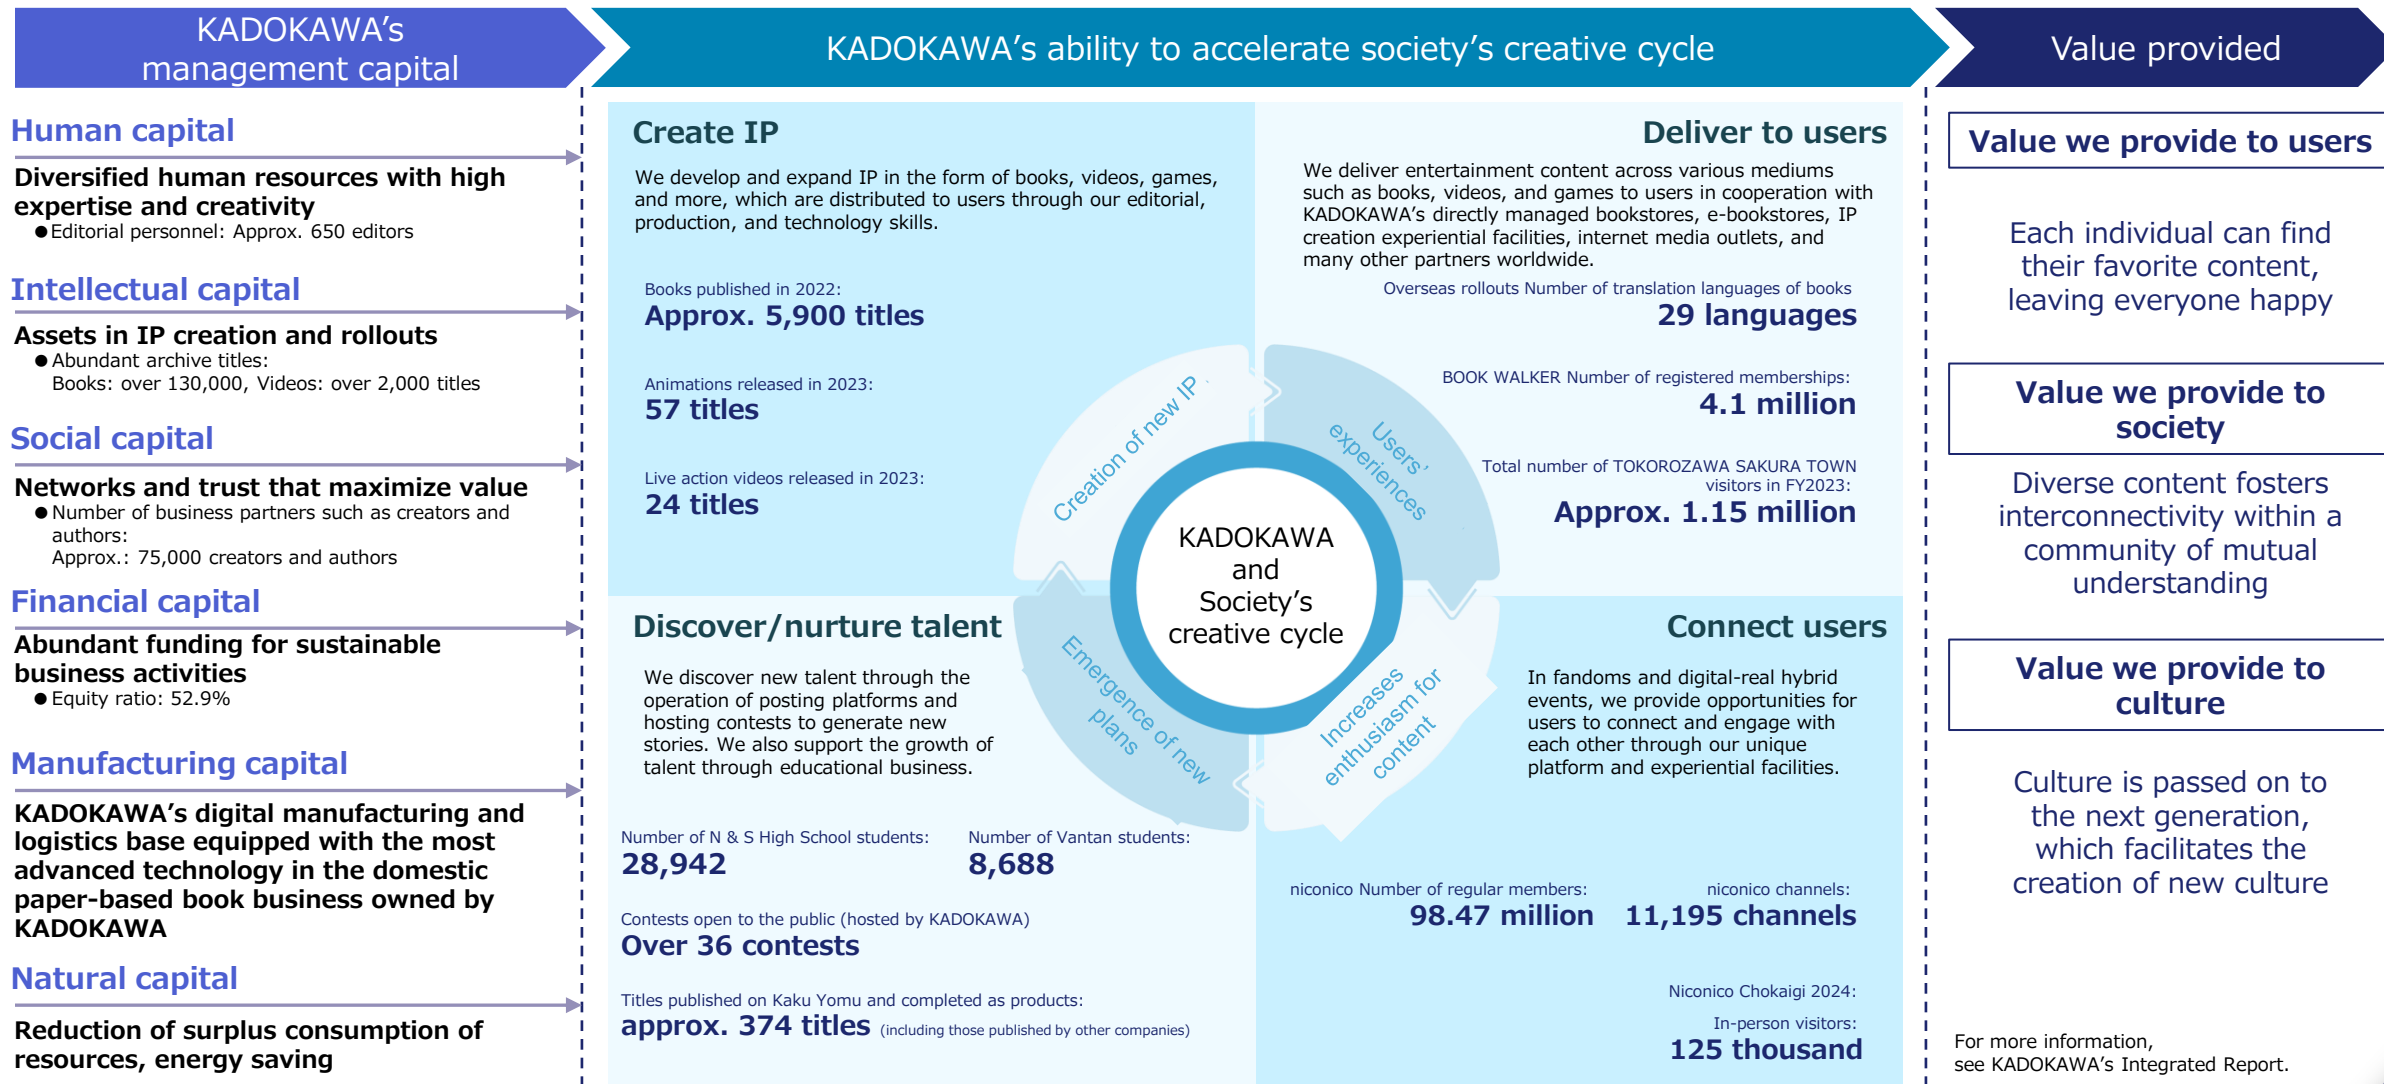 KADOKAWA's
management capital
KADOKAWA's ability to accelerate society's creative cycle
Value provided
Human capital
Diversified human resources with high
expertise and creativity
●Editorial personnel: Approx. 650 editors
Intellectual capital
Assets in IP creation and rollouts
●Abundant archive titles:
Books: over 130,000, Videos: over 2,000 titles
Social capital
Networks and trust that maximize value
●Number of business partners such as creators and
authors:
Approx.: 75,000 creators and authors
Financial capital
Abundant funding for sustainable
business activities
●Equity ratio: 52.9%
Manufacturing capital
KADOKAWA's digital manufacturing and
logistics base equipped with the most
advanced technology in the domestic
paper-based book business owned by
KADOKAWA
Natural capital
Reduction of surplus consumption of
resources, energy saving
Create IP
We develop and expand IP in the form of books, videos, games,
and more, which are distributed to users through our editorial,
production, and technology skills.
Books published in 2022:
Approx. 5,900 titles
Animations released in 2023:
57 titles
Live action videos released in 2023:
24 titles
Deliver to users
We deliver entertainment content across various mediums
such as books, videos, and games to users in cooperation with
KADOKAWA's directly managed bookstores, e-bookstores, IP
creation experiential facilities, internet media outlets, and
many other partners worldwide.
Overseas rollouts Number of translation languages of books
29 languages
BOOK WALKER Number of registered memberships:
4.1 million
Total number of TOKOROZAWA SAKURA TOWN
visitors in FY2023:
Approx. 1.15 million
Creation of new IP
Users'
experiences
KADOKAWA
and
Society's
creative cycle
Increases
enthusiasm for
content
Emergence of new
plans
Discover/nurture talent
We discover new talent through the
operation of posting platforms and
hosting contests to generate new
stories. We also support the growth of
talent through educational business.
Number of N & S High School students:
28,942
Number of Vantan students:
8,688
Contests open to the public (hosted by KADOKAWA)
Over 36 contests
Titles published on Kaku Yomu and completed as products:
approx. 374 titles (including those published by other companies)
Connect users
In fandoms and digital-real hybrid
events, we provide opportunities for
users to connect and engage with
each other through our unique
platform and experiential facilities.
niconico Number of regular members:
98.47 million
niconico channels:
11,195 channels
Niconico Chokaigi 2024:
In-person visitors:
125 thousand
Value we provide to users
Each individual can find
their favorite content,
leaving everyone happy
Value we provide to
society
Diverse content fosters
interconnectivity within a
community of mutual
understanding
Value we provide to
culture
Culture is passed on to
the next generation,
which facilitates the
creation of new culture
For more information,
see KADOKAWA's Integrated Report.